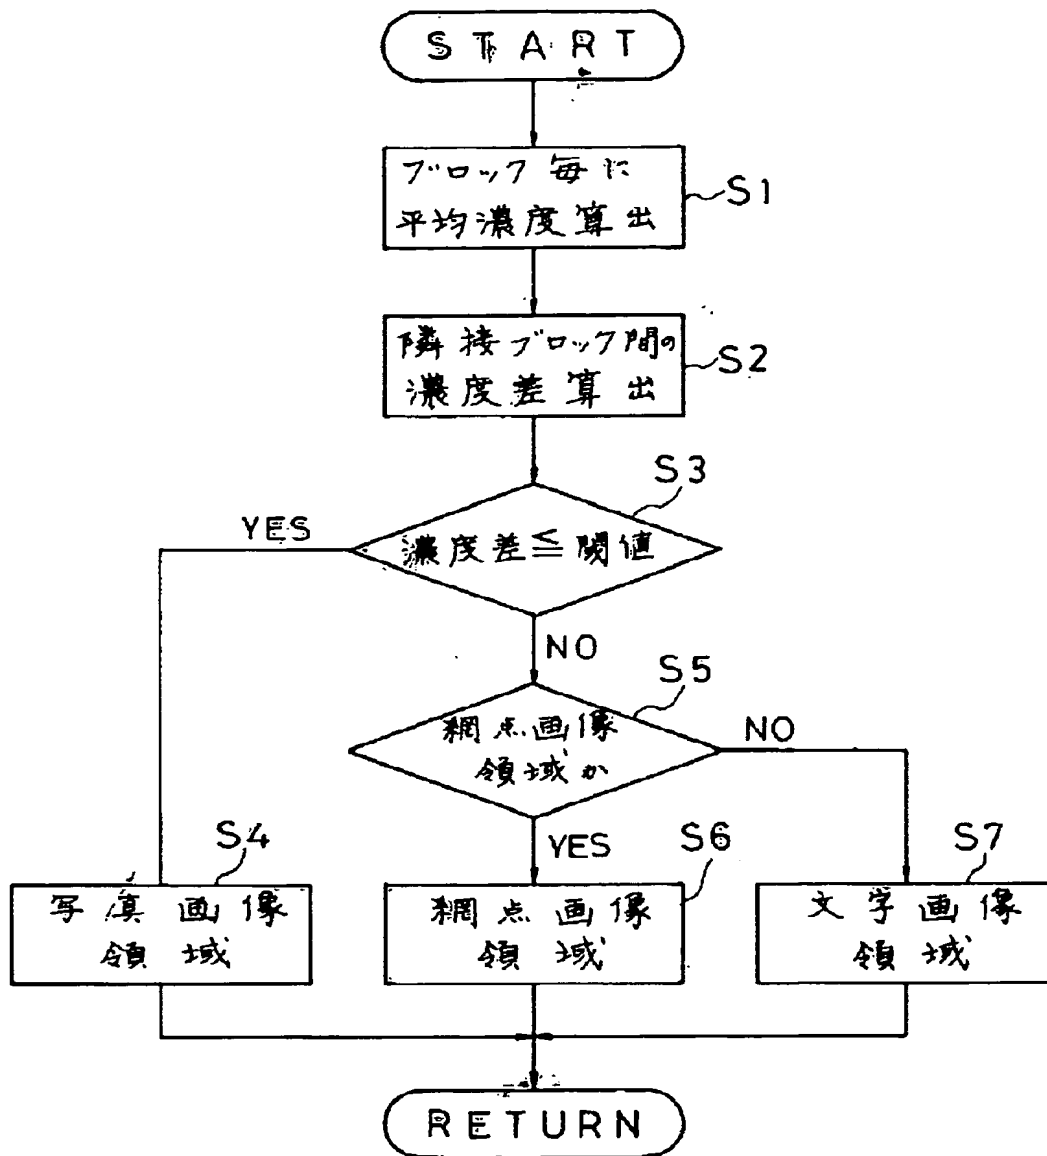 START
ブロック毎に
平均濃度算出
S1
隣接ブロック間の
濃度差算出
S2
S3
YES
濃度差≦閾値
NO
S5
網点画像
領域か
NO
YES
S4
写真画像
領域
S6
網点画像
領域
S7
文字画像
領域
RETURN